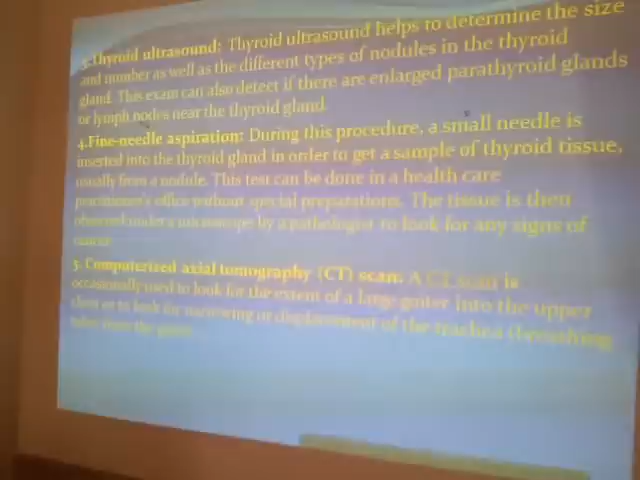 3.Thyroid ultrasound: Thyroid ultrasound helps to determine the size
and number as well as the different types of nodules in the thyroid
gland. This exam can also detect if there are enlarged parathyroid glands
or lymph nodes near the thyroid gland.
4.Fine-needle aspiration: During this procedure, a small needle is
inserted into the thyroid gland in order to get a sample of thyroid tissue,
usually from a nodule. This test can be done in a health care
practitioner's office without special preparations. The tissue is then
observed under a microscope by a pathologist to look for any signs of
cancer.
5. Computerized axial tomography (CT) scan: A CT scan is
occasionally used to look for the extent of a large goiter into the upper
chest or to look for narrowing or displacement of the trachea (breathing
tube) from the goiter.